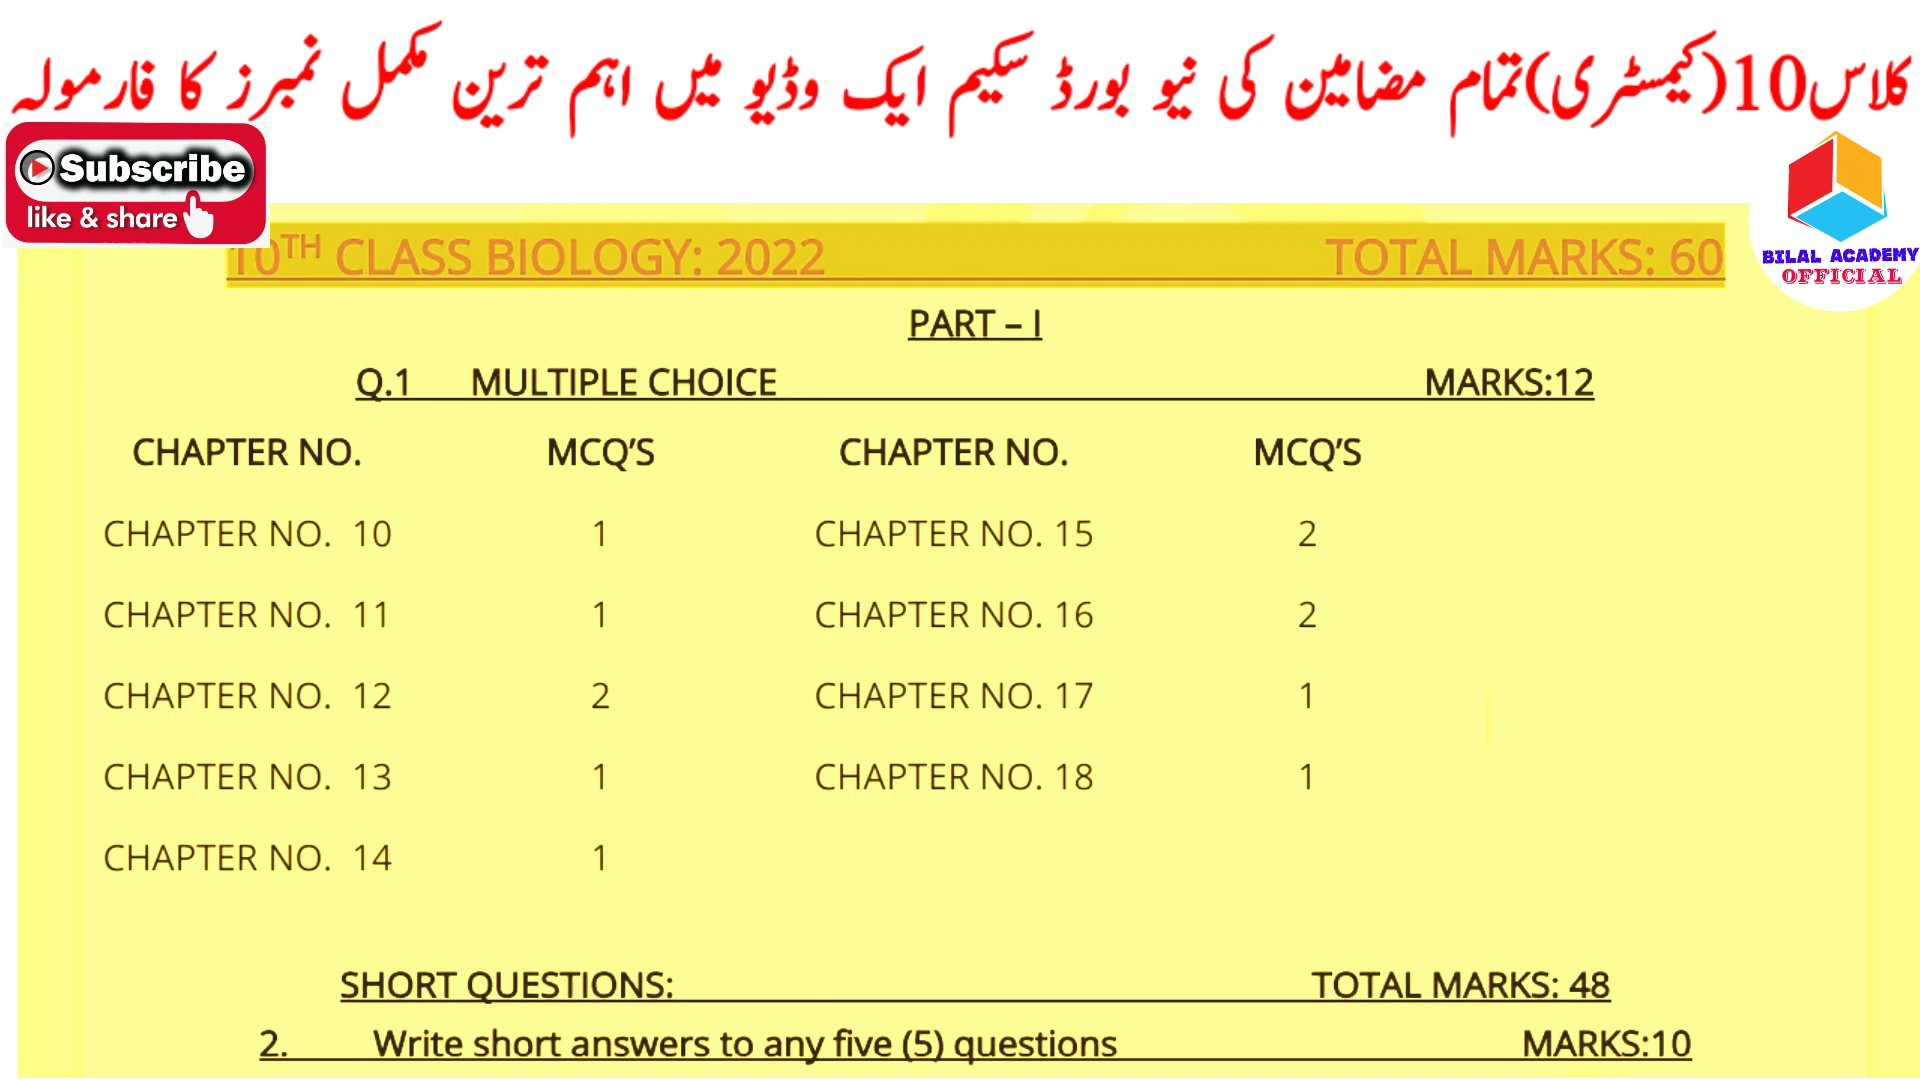 کلاس10(کیمسٹری)تمام مضامین کی نیو بورڈ سکیم ایک وڈیو میں اہم ترین مکمل نمبرز کا فارمولہ
Subscribe
like & share
BILAL ACADEMY
OFFICIAL
10TH CLASS BIOLOGY: 2022 TOTAL MARKS: 60
PART – I
Q.1 MULTIPLE CHOICE MARKS:12
CHAPTER NO. MCQ’S CHAPTER NO. MCQ’S
CHAPTER NO. 10 1 CHAPTER NO. 15 2
CHAPTER NO. 11 1 CHAPTER NO. 16 2
CHAPTER NO. 12 2 CHAPTER NO. 17 1
CHAPTER NO. 13 1 CHAPTER NO. 18 1
CHAPTER NO. 14 1
SHORT QUESTIONS: TOTAL MARKS: 48
2. Write short answers to any five (5) questions MARKS:10